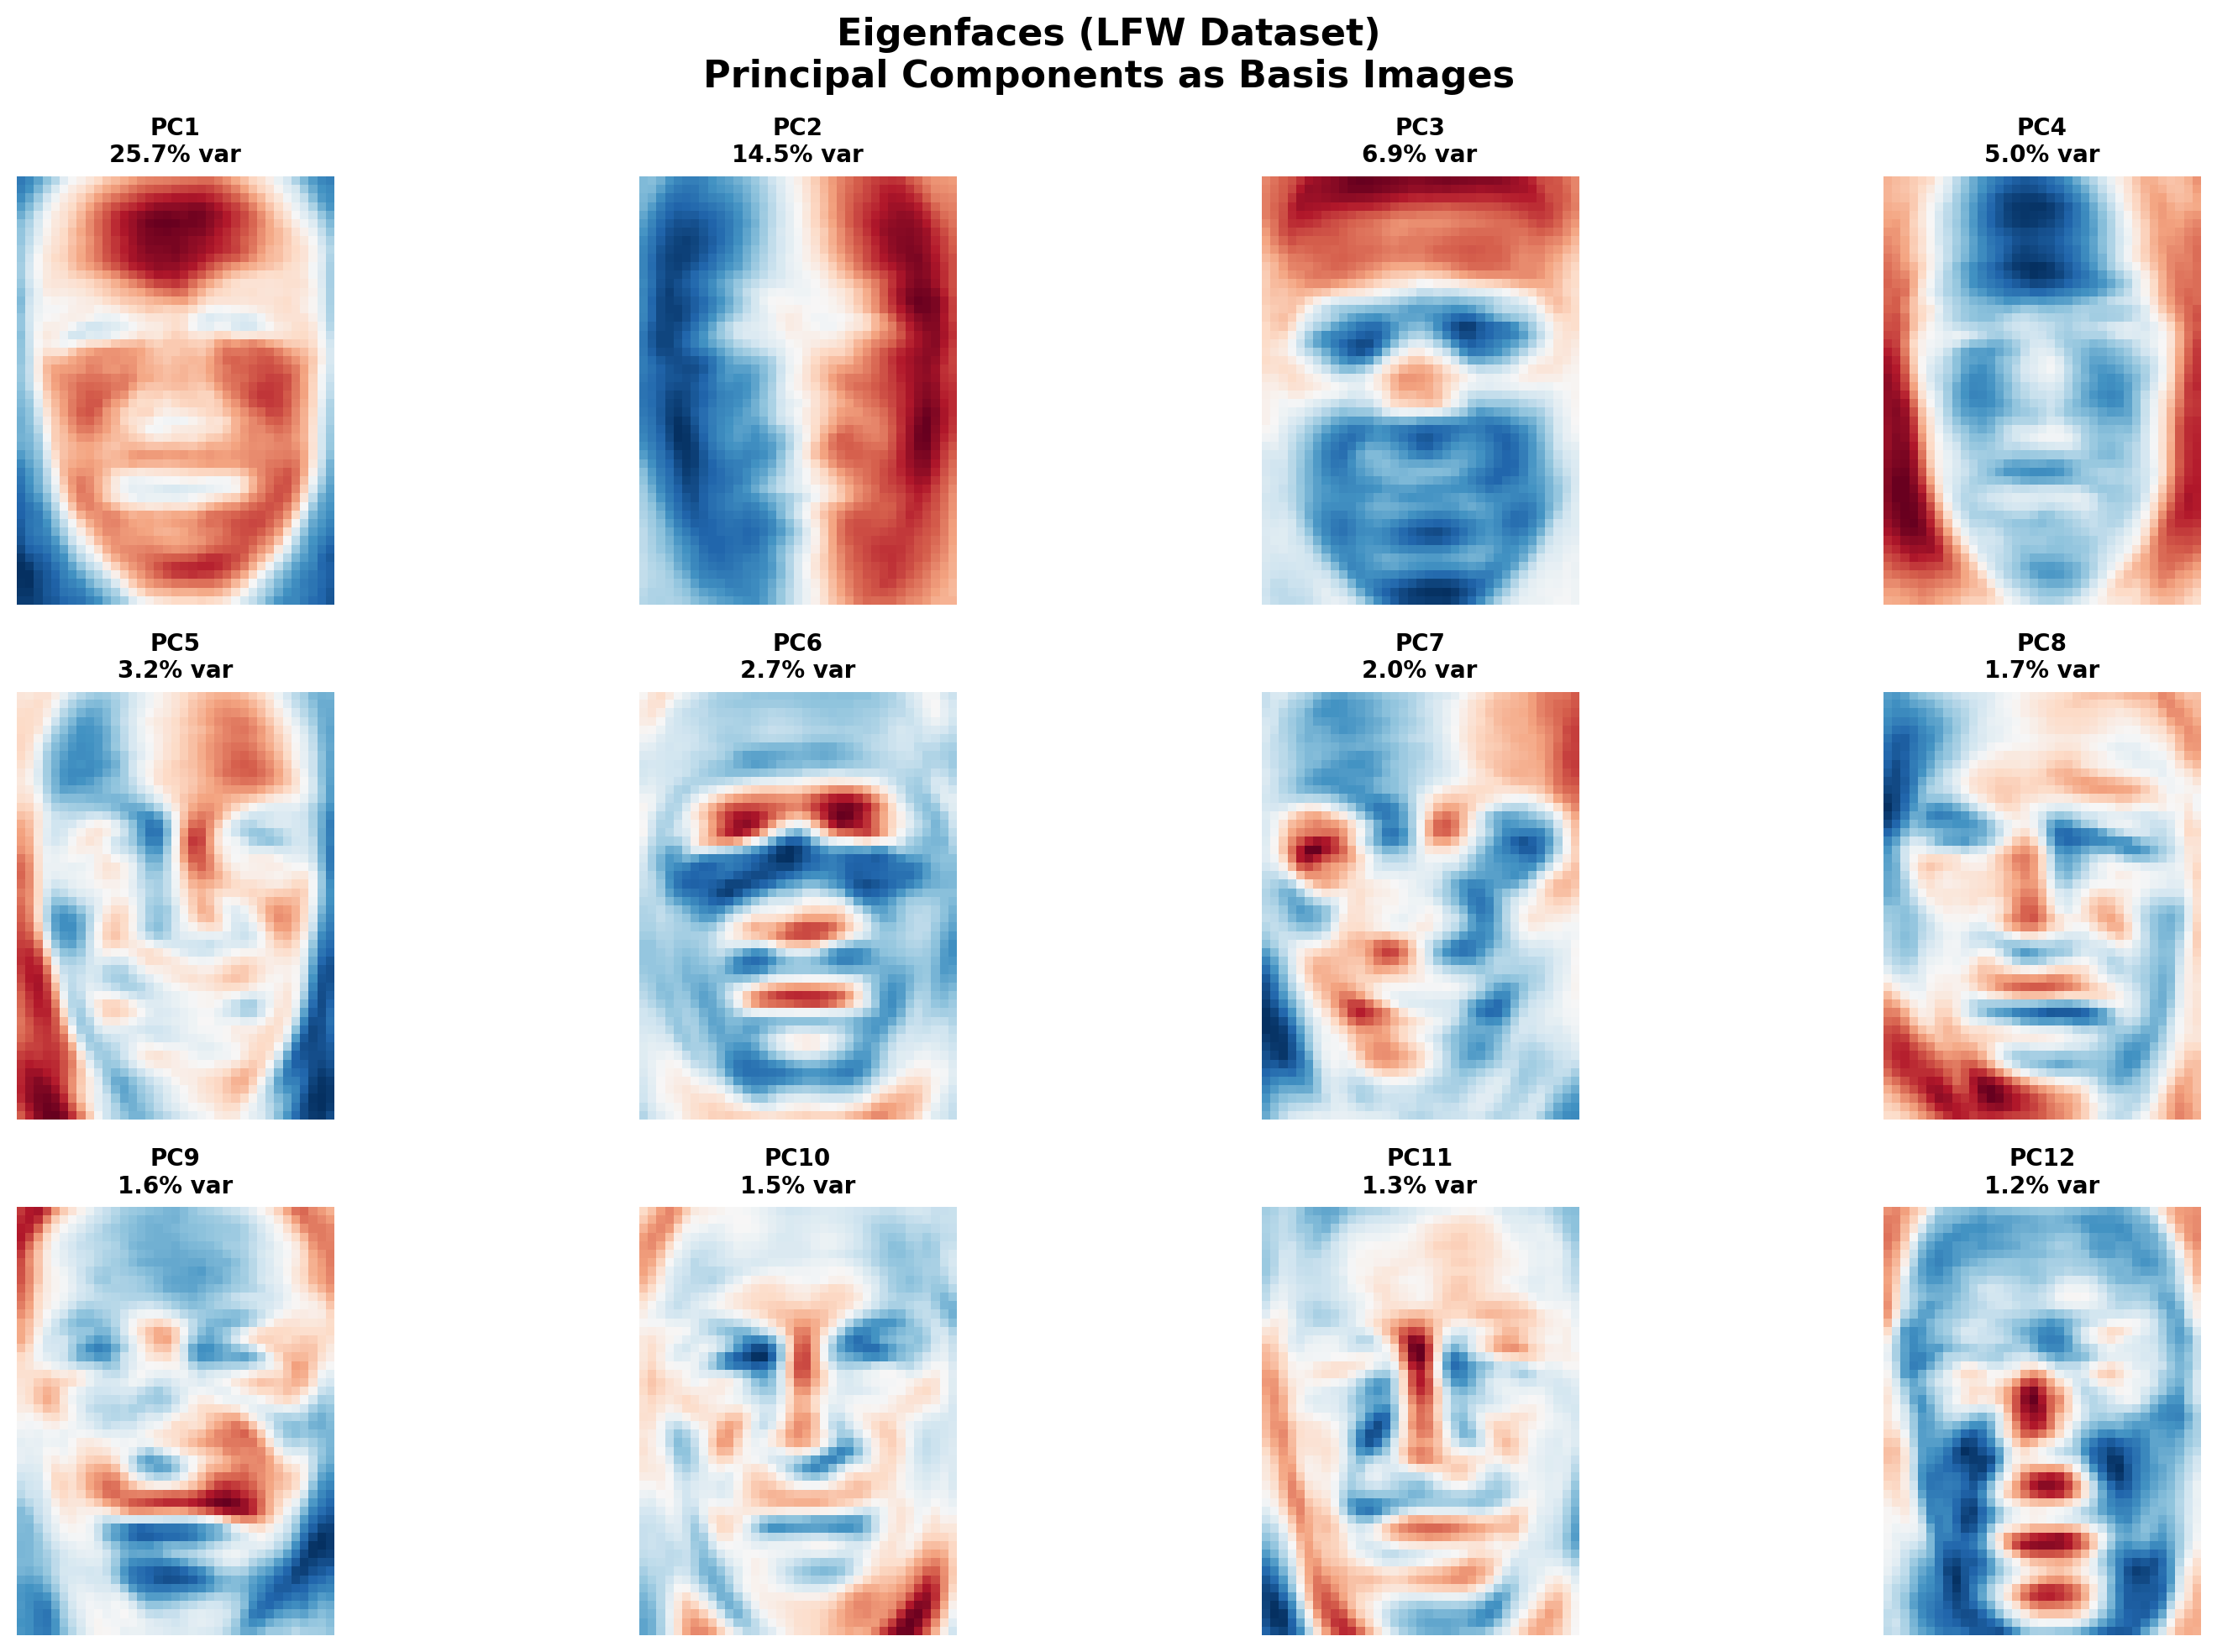 Eigenfaces (LFW Dataset)
Principal Components as Basis Images
PC1
25.7% var
PC2
14.5% var
PC3
6.9% var
PC4
5.0% var
PC5
3.2% var
PC6
2.7% var
PC7
2.0% var
PC8
1.7% var
PC9
1.6% var
PC10
1.5% var
PC11
1.3% var
PC12
1.2% var